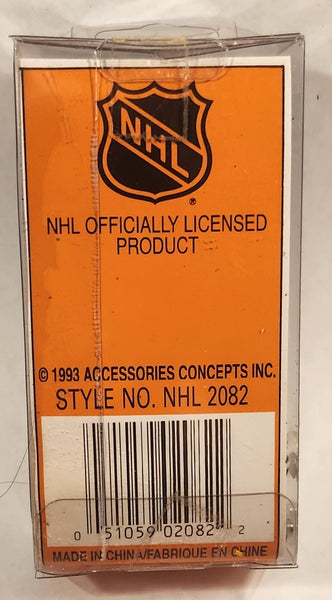 NHL
®
NHL OFFICIALLY LICENSED
PRODUCT
© 1993 ACCESSORIES CONCEPTS INC.
STYLE NO. NHL 2082
0 51059 02082 2
MADE IN CHINA/FABRIQUE EN CHINE